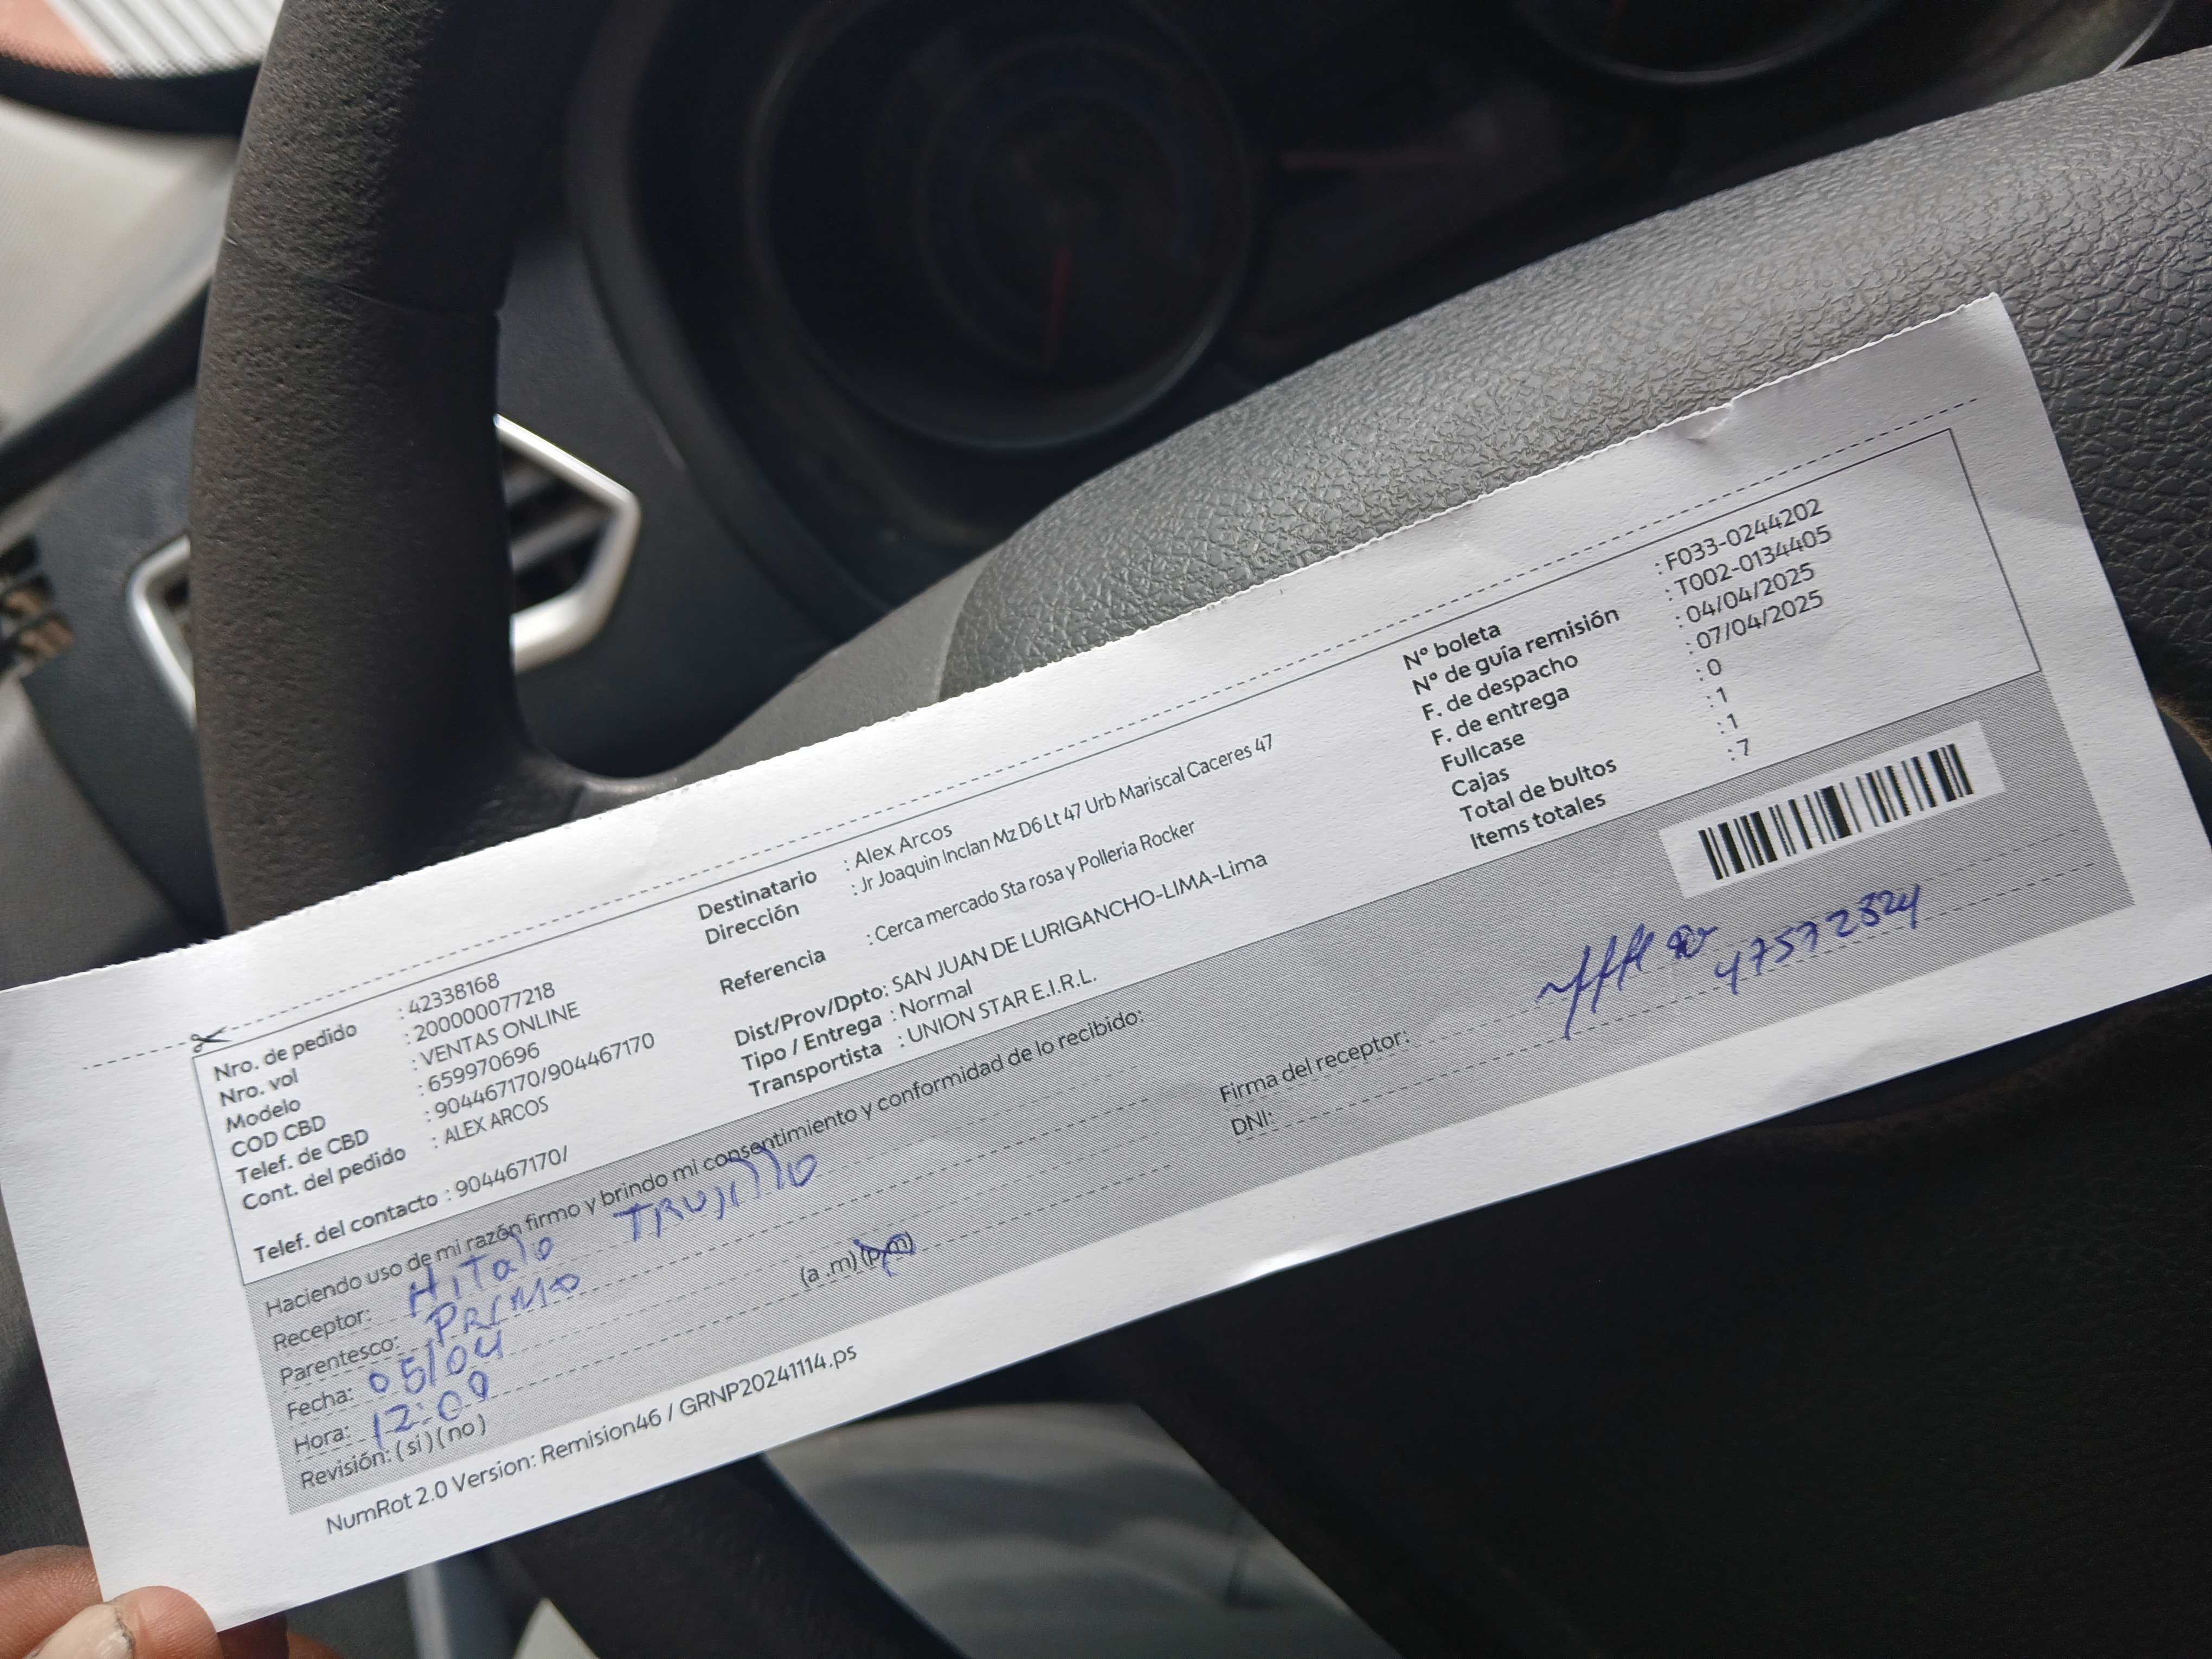 Nro. de pedido : 42338168
Nro. vol : 200000077218
Modelo : VENTAS ONLINE
COD CBD : 659970696
Telef. de CBD : 904467170/904467170
Cont. del pedido : ALEX ARCOS
Telef. del contacto : 904467170/
Destinatario : Alex Arcos
Dirección : Jr Joaquin Inclan Mz D6 Lt 47 Urb Mariscal Caceres 47
Referencia : Cerca mercado Sta rosa y Polleria Rocker
Dist/Prov/Dpto: SAN JUAN DE LURIGANCHO-LIMA-Lima
Tipo / Entrega : Normal
Transportista : UNION STAR E.I.R.L.
N° boleta : F033-0244202
N° de guía remisión : T002-0134405
F. de despacho : 04/04/2025
F. de entrega : 07/04/2025
Fullcase : 0
Cajas : 1
Total de bultos : 1
Items totales : 7
Haciendo uso de mi razón firmo y brindo mi consentimiento y conformidad de lo recibido:
Receptor: HiTalo TRUJillo
Parentesco: PRIMO
Fecha: 05/04
Hora: 12:09 (a .m) (p.m)
Revisión: ( si ) ( no )
Firma del receptor:
DNI: 47572824
NumRot 2.0 Version: Remision46 / GRNP20241114.ps